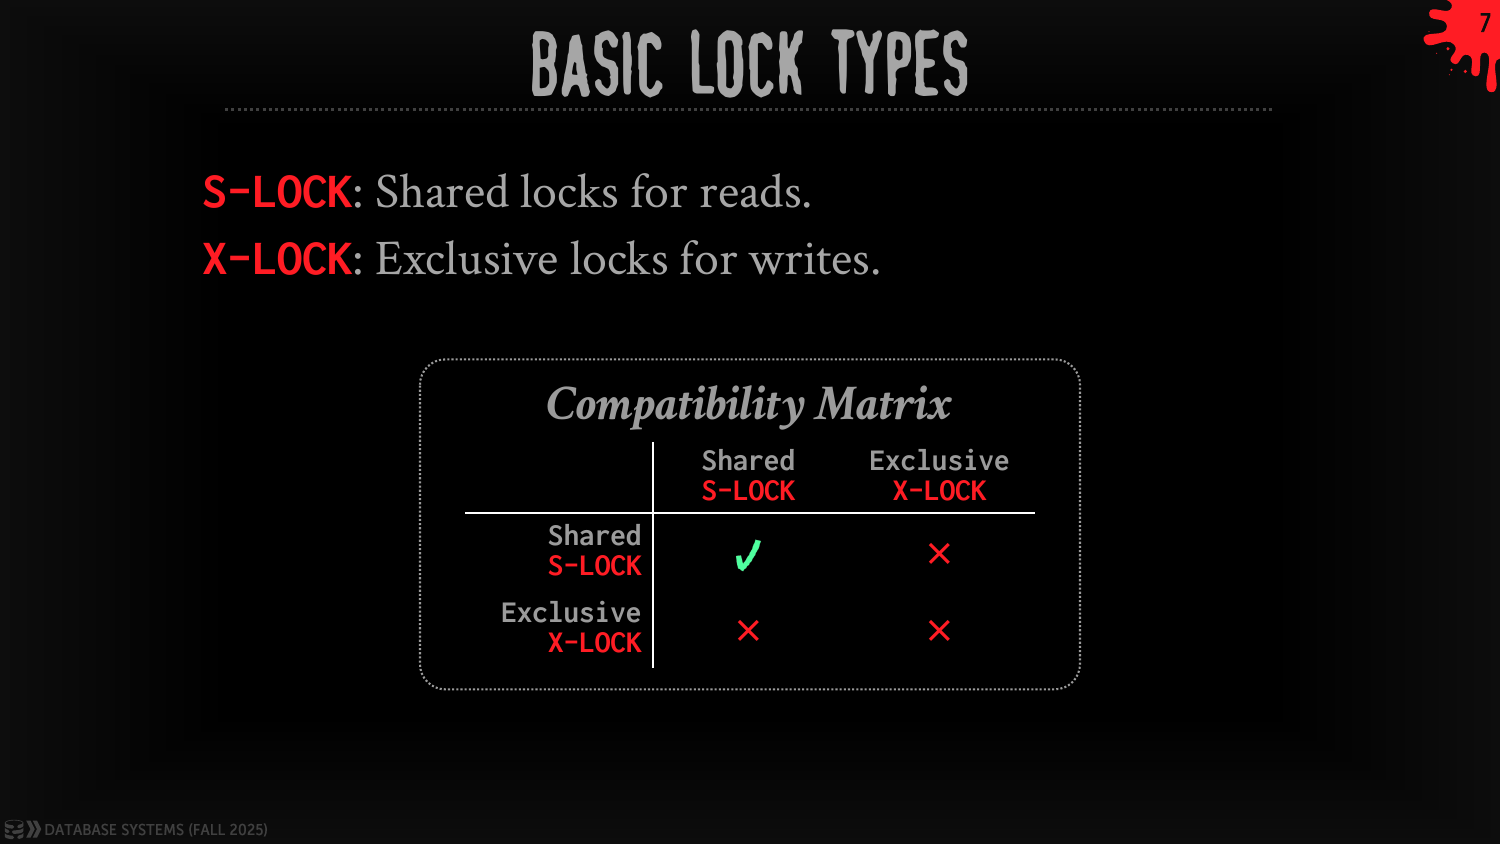 BASIC LOCK TYPES
7
S-LOCK: Shared locks for reads.
X-LOCK: Exclusive locks for writes.
Compatibility Matrix
Shared Exclusive
S-LOCK X-LOCK
Shared
S-LOCK ✓ ×
Exclusive
X-LOCK × ×
DATABASE SYSTEMS (FALL 2025)